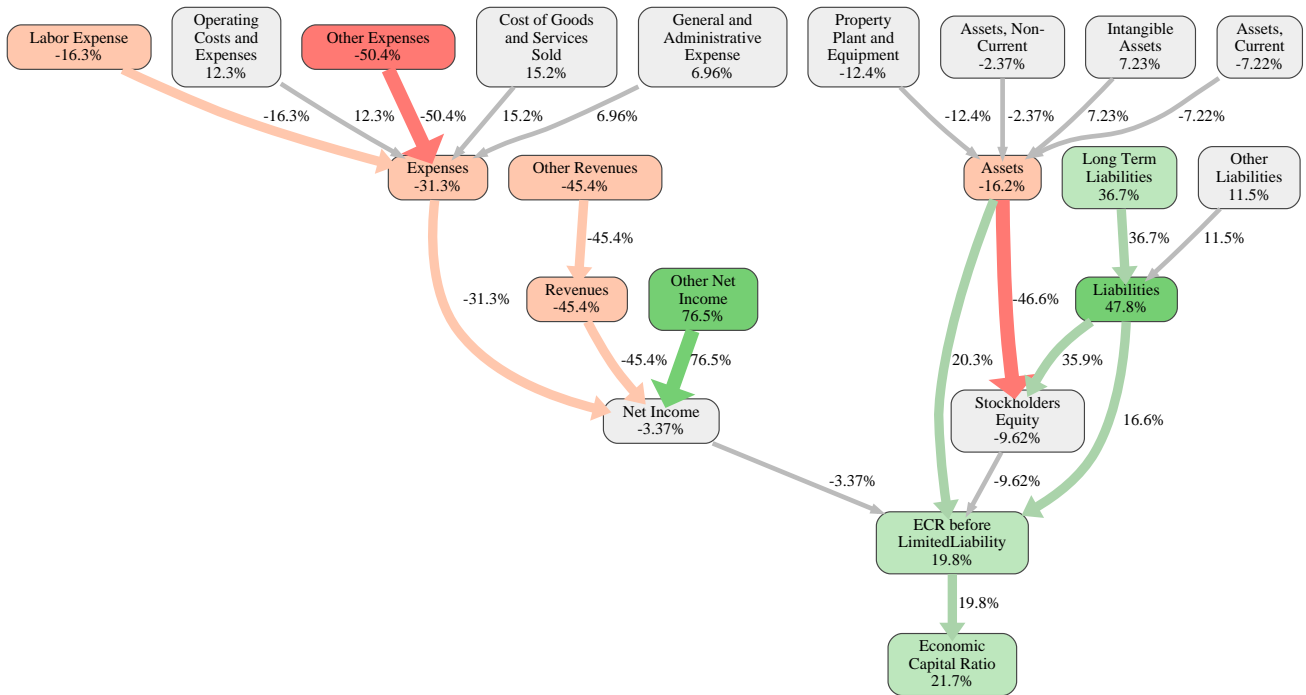 Labor Expense
-16.3%
Operating
Costs and
Expenses
12.3%
Other Expenses
-50.4%
Cost of Goods
and Services
Sold
15.2%
General and
Administrative
Expense
6.96%
Property
Plant and
Equipment
-12.4%
Assets, Non-
Current
-2.37%
Intangible
Assets
7.23%
Assets,
Current
-7.22%
-16.3%
12.3%
-50.4%
15.2%
6.96%
-12.4%
-2.37%
7.23%
-7.22%
Expenses
-31.3%
Other Revenues
-45.4%
Assets
-16.2%
Long Term
Liabilities
36.7%
Other
Liabilities
11.5%
-45.4%
36.7%
11.5%
-31.3%
Revenues
-45.4%
Other Net
Income
76.5%
-46.6%
Liabilities
47.8%
-45.4%
76.5%
20.3%
35.9%
Net Income
-3.37%
Stockholders
Equity
-9.62%
16.6%
-3.37%
-9.62%
ECR before
LimitedLiability
19.8%
19.8%
Economic
Capital Ratio
21.7%